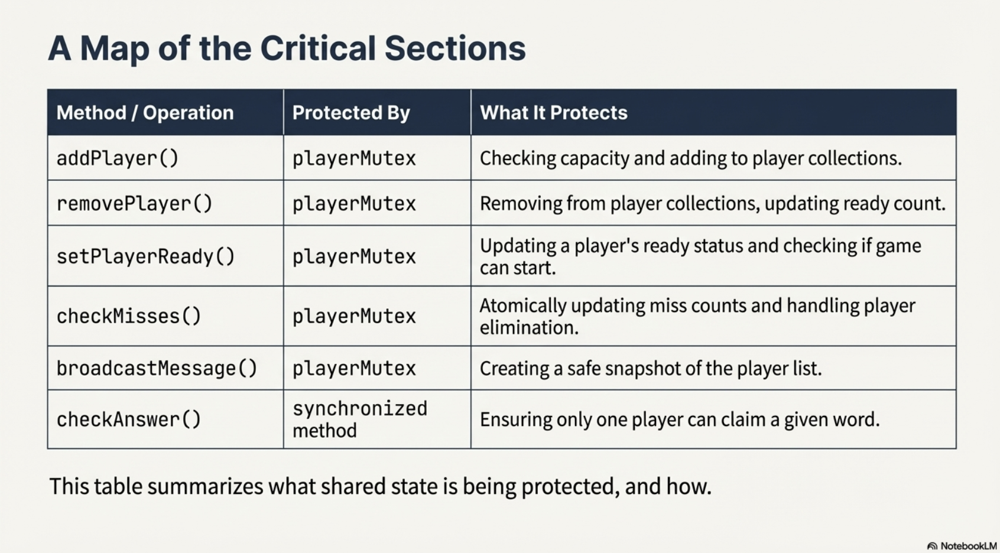 A Map of the Critical Sections
Method / Operation
Protected By
What It Protects
addPlayer()
playerMutex
Checking capacity and adding to player collections.
removePlayer()
playerMutex
Removing from player collections, updating ready count.
setPlayerReady()
playerMutex
Updating a player's ready status and checking if game
can start.
checkMisses()
playerMutex
Atomically updating miss counts and handling player
elimination.
broadcastMessage()
playerMutex
Creating a safe snapshot of the player list.
checkAnswer()
synchronized
method
Ensuring only one player can claim a given word.
This table summarizes what shared state is being protected, and how.
NotebookLM